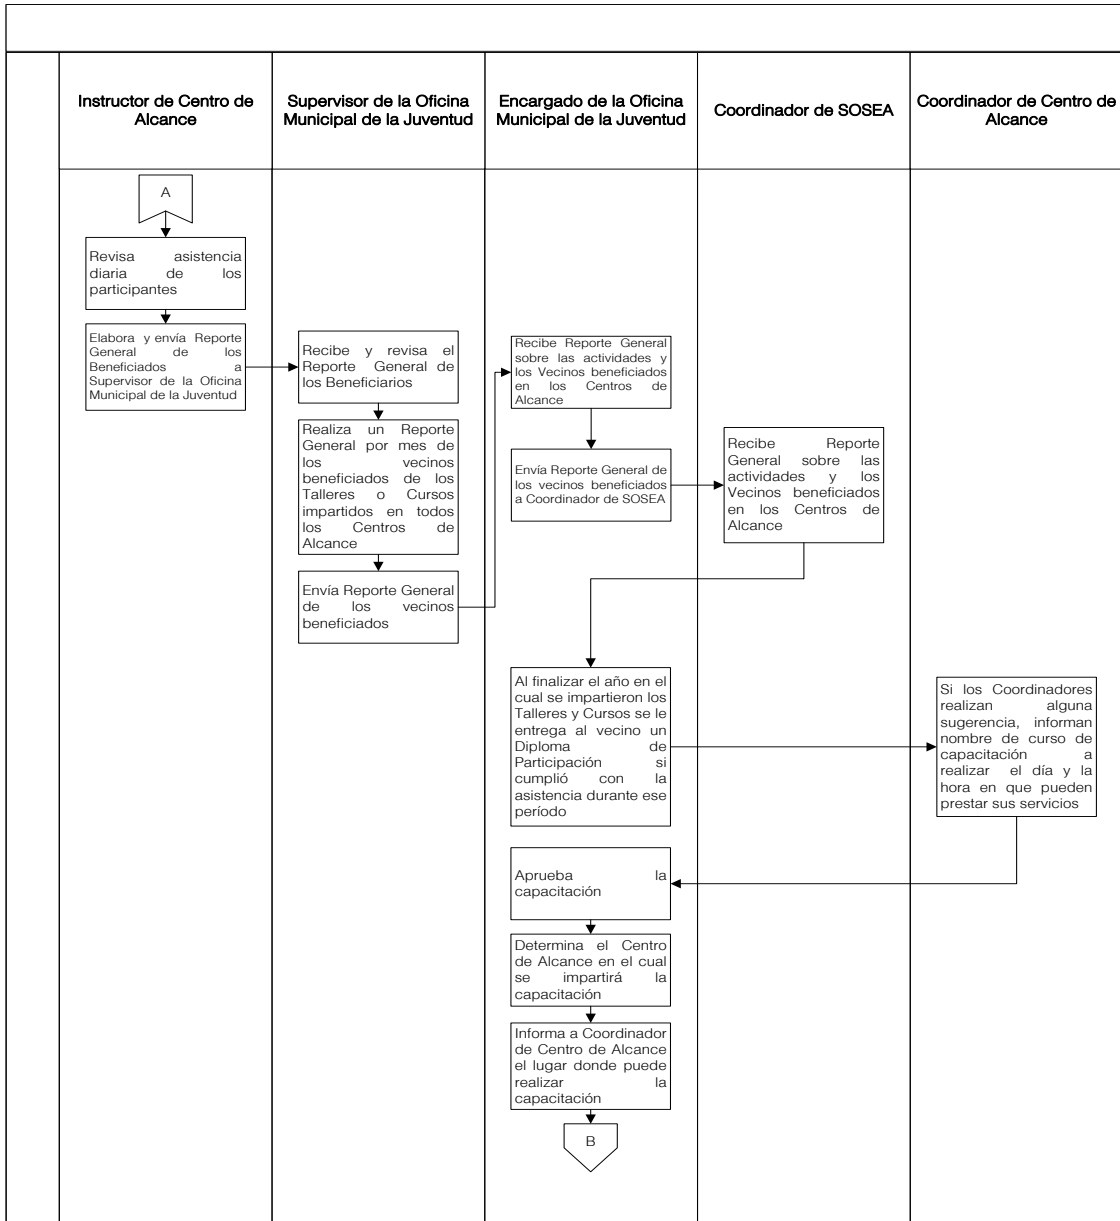 Instructor de Centro de
Alcance
Supervisor de la Oficina
Municipal de la Juventud
Encargado de la Oficina
Municipal de la Juventud
Coordinador de SOSEA
Coordinador de Centro de
Alcance
A
Revisa asistencia
diaria de los
participantes
Elabora y envía Reporte
General de los
Beneficiados a
Supervisor de la Oficina
Municipal de la Juventud
Recibe y revisa el
Reporte General de
los Beneficiarios
Realiza un Reporte
General por mes de
los vecinos
beneficiados de los
Talleres o Cursos
impartidos en todos
los Centros de
Alcance
Envía Reporte General
de los vecinos
beneficiados
Recibe Reporte General
sobre las actividades y
los Vecinos beneficiados
en los Centros de
Alcance
Envía Reporte General de
los vecinos beneficiados
a Coordinador de SOSEA
Recibe Reporte
General sobre las
actividades y los
Vecinos beneficiados
en los Centros de
Alcance
Al finalizar el año en el
cual se impartieron los
Talleres y Cursos se le
entrega al vecino un
Diploma de
Participación si
cumplió con la
asistencia durante ese
período
Si los Coordinadores
realizan alguna
sugerencia, informan
nombre de curso de
capacitación a
realizar el día y la
hora en que pueden
prestar sus servicios
Aprueba la
capacitación
Determina el Centro
de Alcance en el cual
se impartirá la
capacitación
Informa a Coordinador
de Centro de Alcance
el lugar donde puede
realizar la
capacitación
B